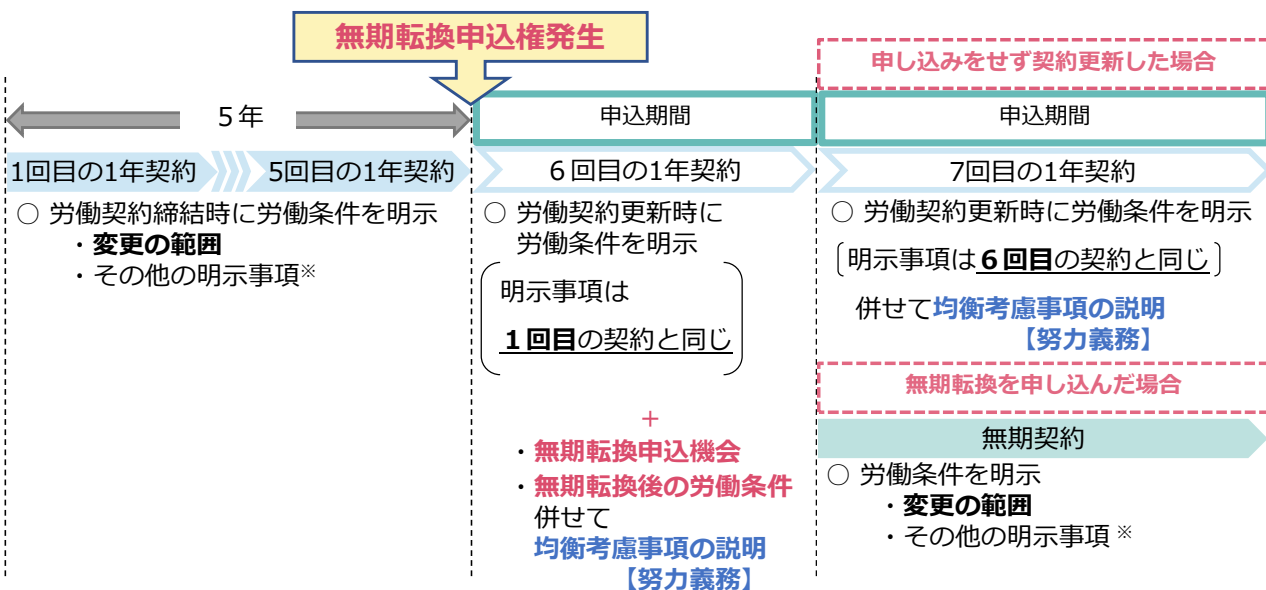 無期転換申込権発生
申し込みをせず契約更新した場合
5年
申込期間
申込期間
1回目の1年契約
5回目の1年契約
6回目の1年契約
7回目の1年契約
○ 労働契約締結時に労働条件を明示
・変更の範囲
・その他の明示事項※
○ 労働契約更新時に
労働条件を明示
明示事項は
1回目の契約と同じ
+
・無期転換申込機会
・無期転換後の労働条件
併せて
均衡考慮事項の説明
【努力義務】
○ 労働契約更新時に労働条件を明示
[明示事項は6回目の契約と同じ]
併せて均衡考慮事項の説明
【努力義務】
無期転換を申し込んだ場合
無期契約
○ 労働条件を明示
・変更の範囲
・その他の明示事項※